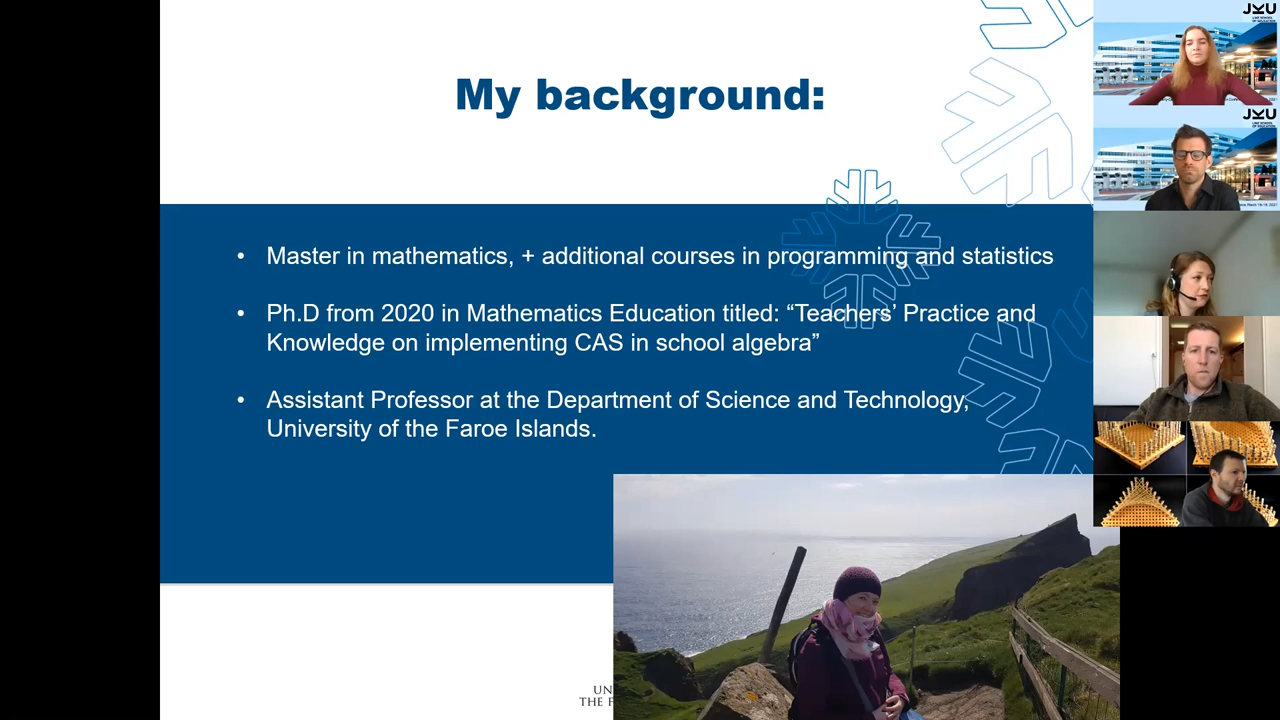 My background:
• Master in mathematics, + additional courses in programming and statistics
• Ph.D from 2020 in Mathematics Education titled: “Teachers’ Practice and
Knowledge on implementing CAS in school algebra”
• Assistant Professor at the Department of Science and Technology,
University of the Faroe Islands.
UN
THE F
JKU
JKU